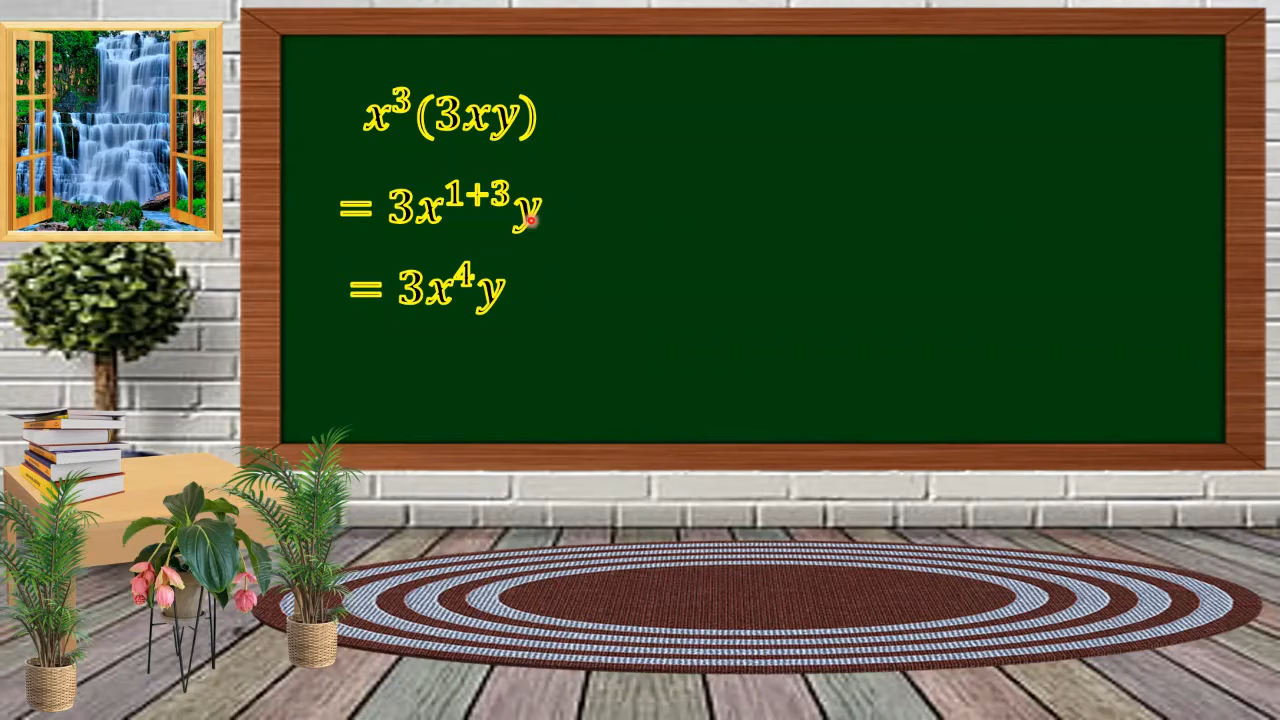 x³(3xy)
= 3x¹⁺³y
= 3x⁴y